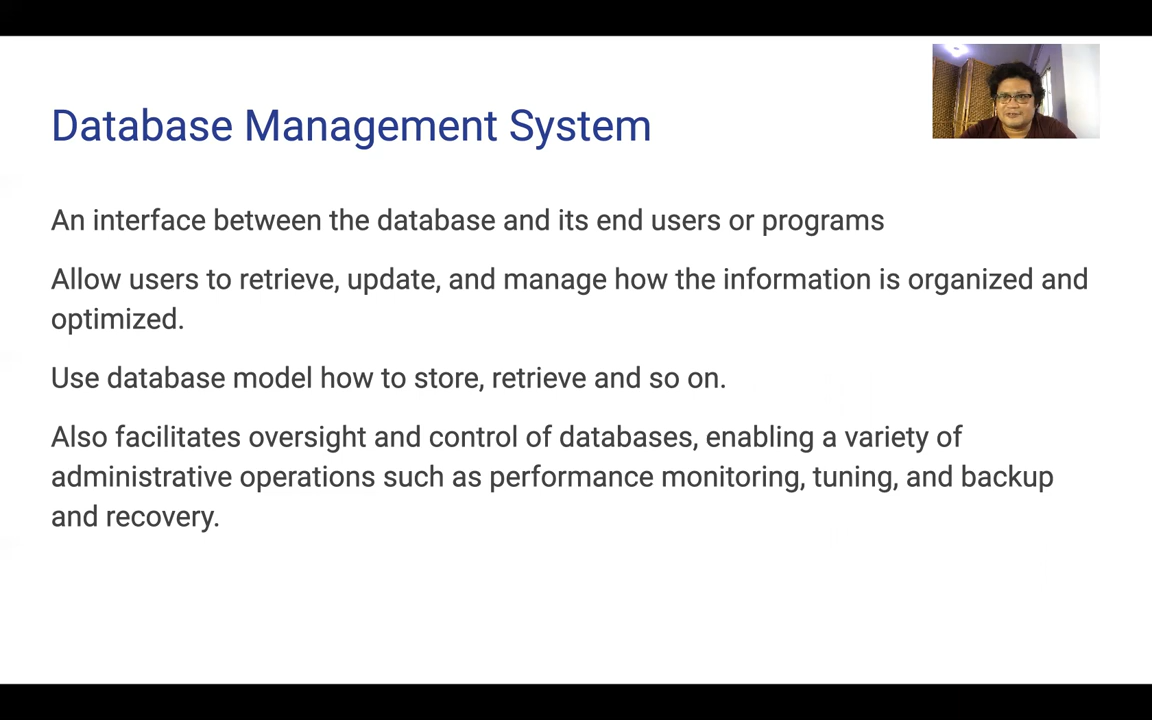 Database Management System
An interface between the database and its end users or programs
Allow users to retrieve, update, and manage how the information is organized and
optimized.
Use database model how to store, retrieve and so on.
Also facilitates oversight and control of databases, enabling a variety of
administrative operations such as performance monitoring, tuning, and backup
and recovery.